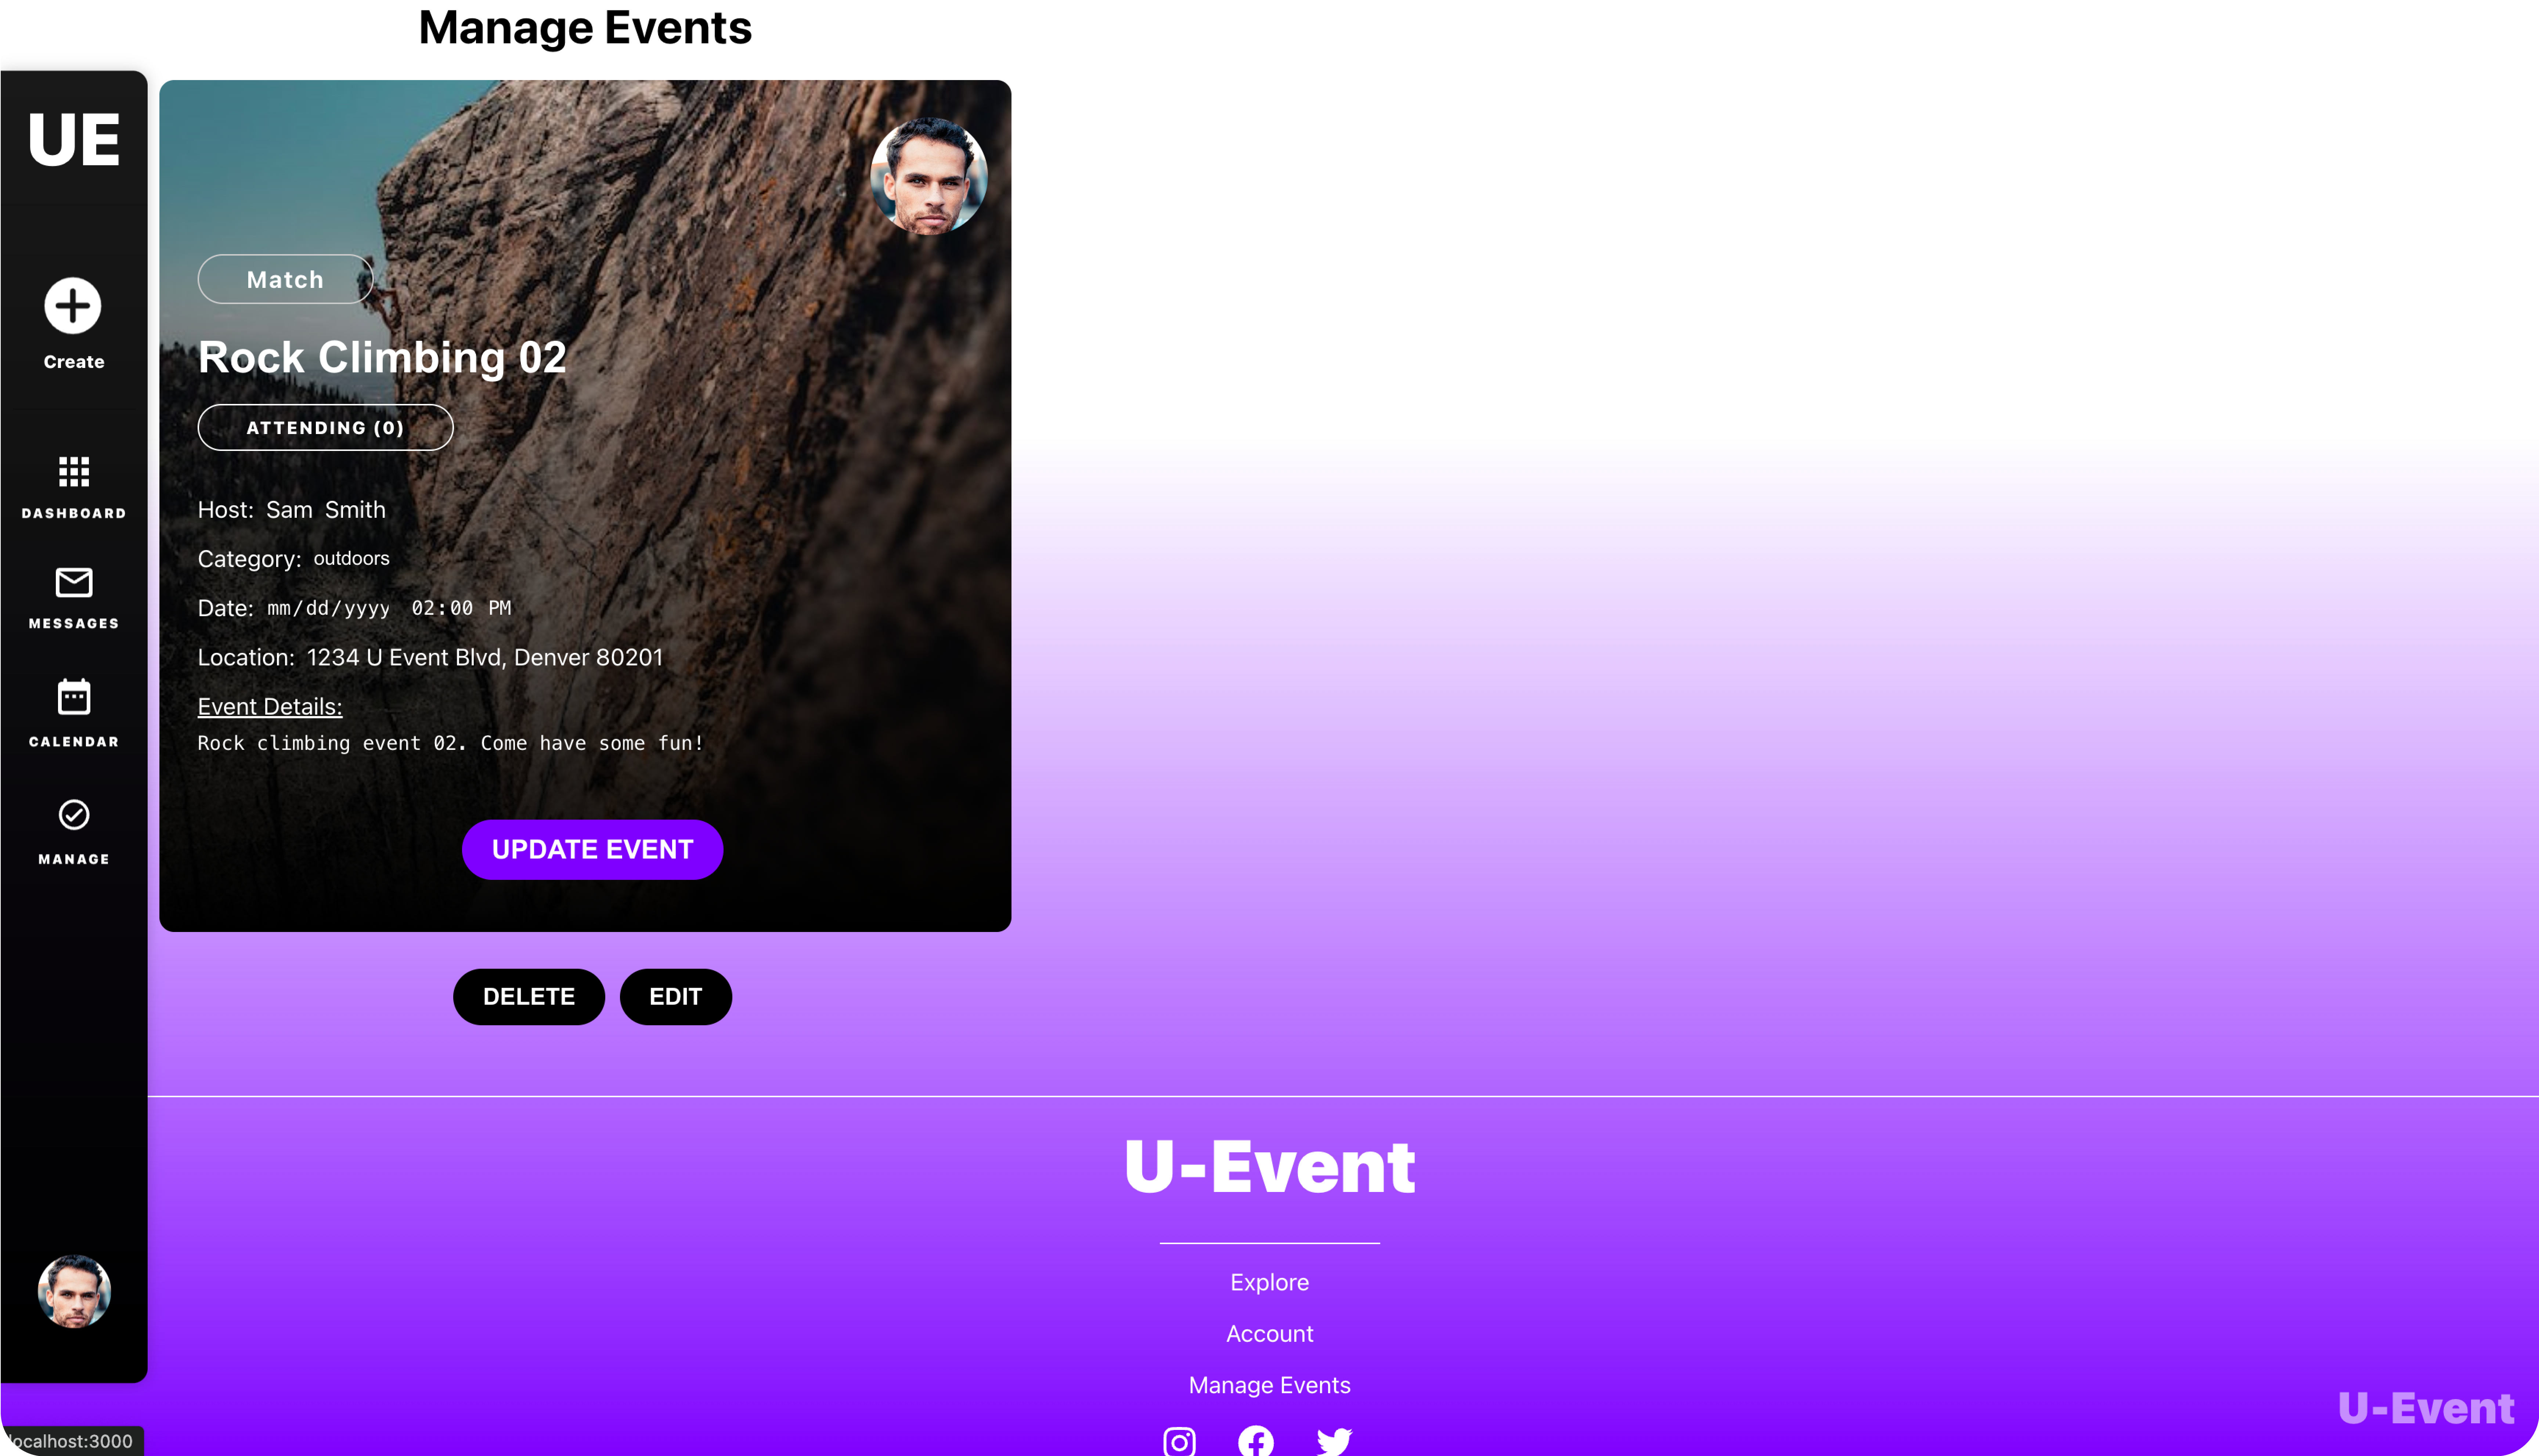 Manage Events
UE
Create
DASHBOARD
MESSAGES
CALENDAR
MANAGE
Match
Rock Climbing 02
ATTENDING (0)
Host: Sam Smith
Category: outdoors
Date: mm/dd/yyyy 02:00 PM
Location: 1234 U Event Blvd, Denver 80201
Event Details:
Rock climbing event 02. Come have some fun!
UPDATE EVENT
DELETE EDIT
U-Event
Explore
Account
Manage Events
U-Event
localhost:3000